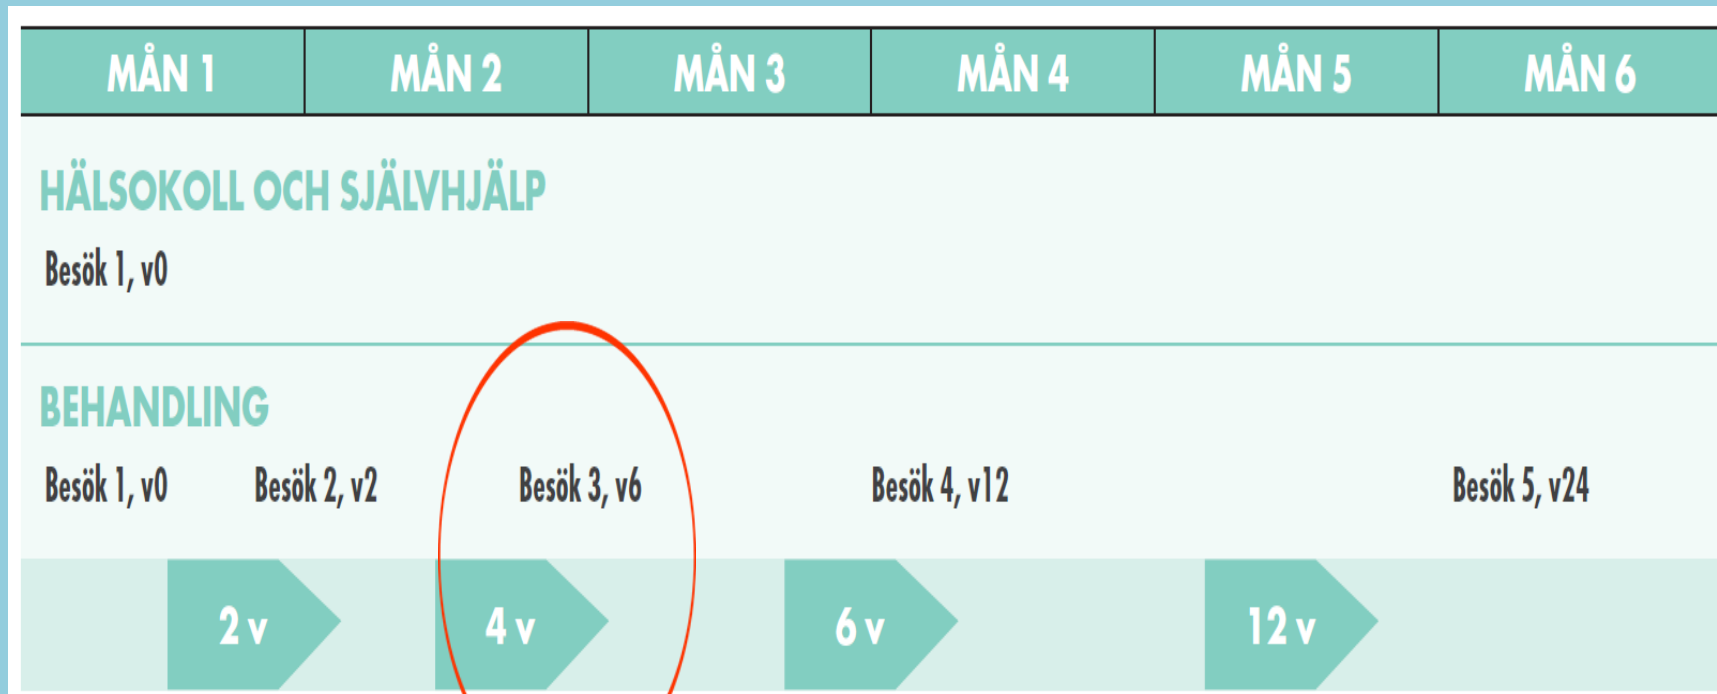 MÅN 1 MÅN 2 MÅN 3 MÅN 4 MÅN 5 MÅN 6
HÄLSOKOLL OCH SJÄLVHJÄLP
Besök 1, v0
BEHANDLING
Besök 1, v0 Besök 2, v2 Besök 3, v6 Besök 4, v12 Besök 5, v24
2 v 4 v 6 v 12 v